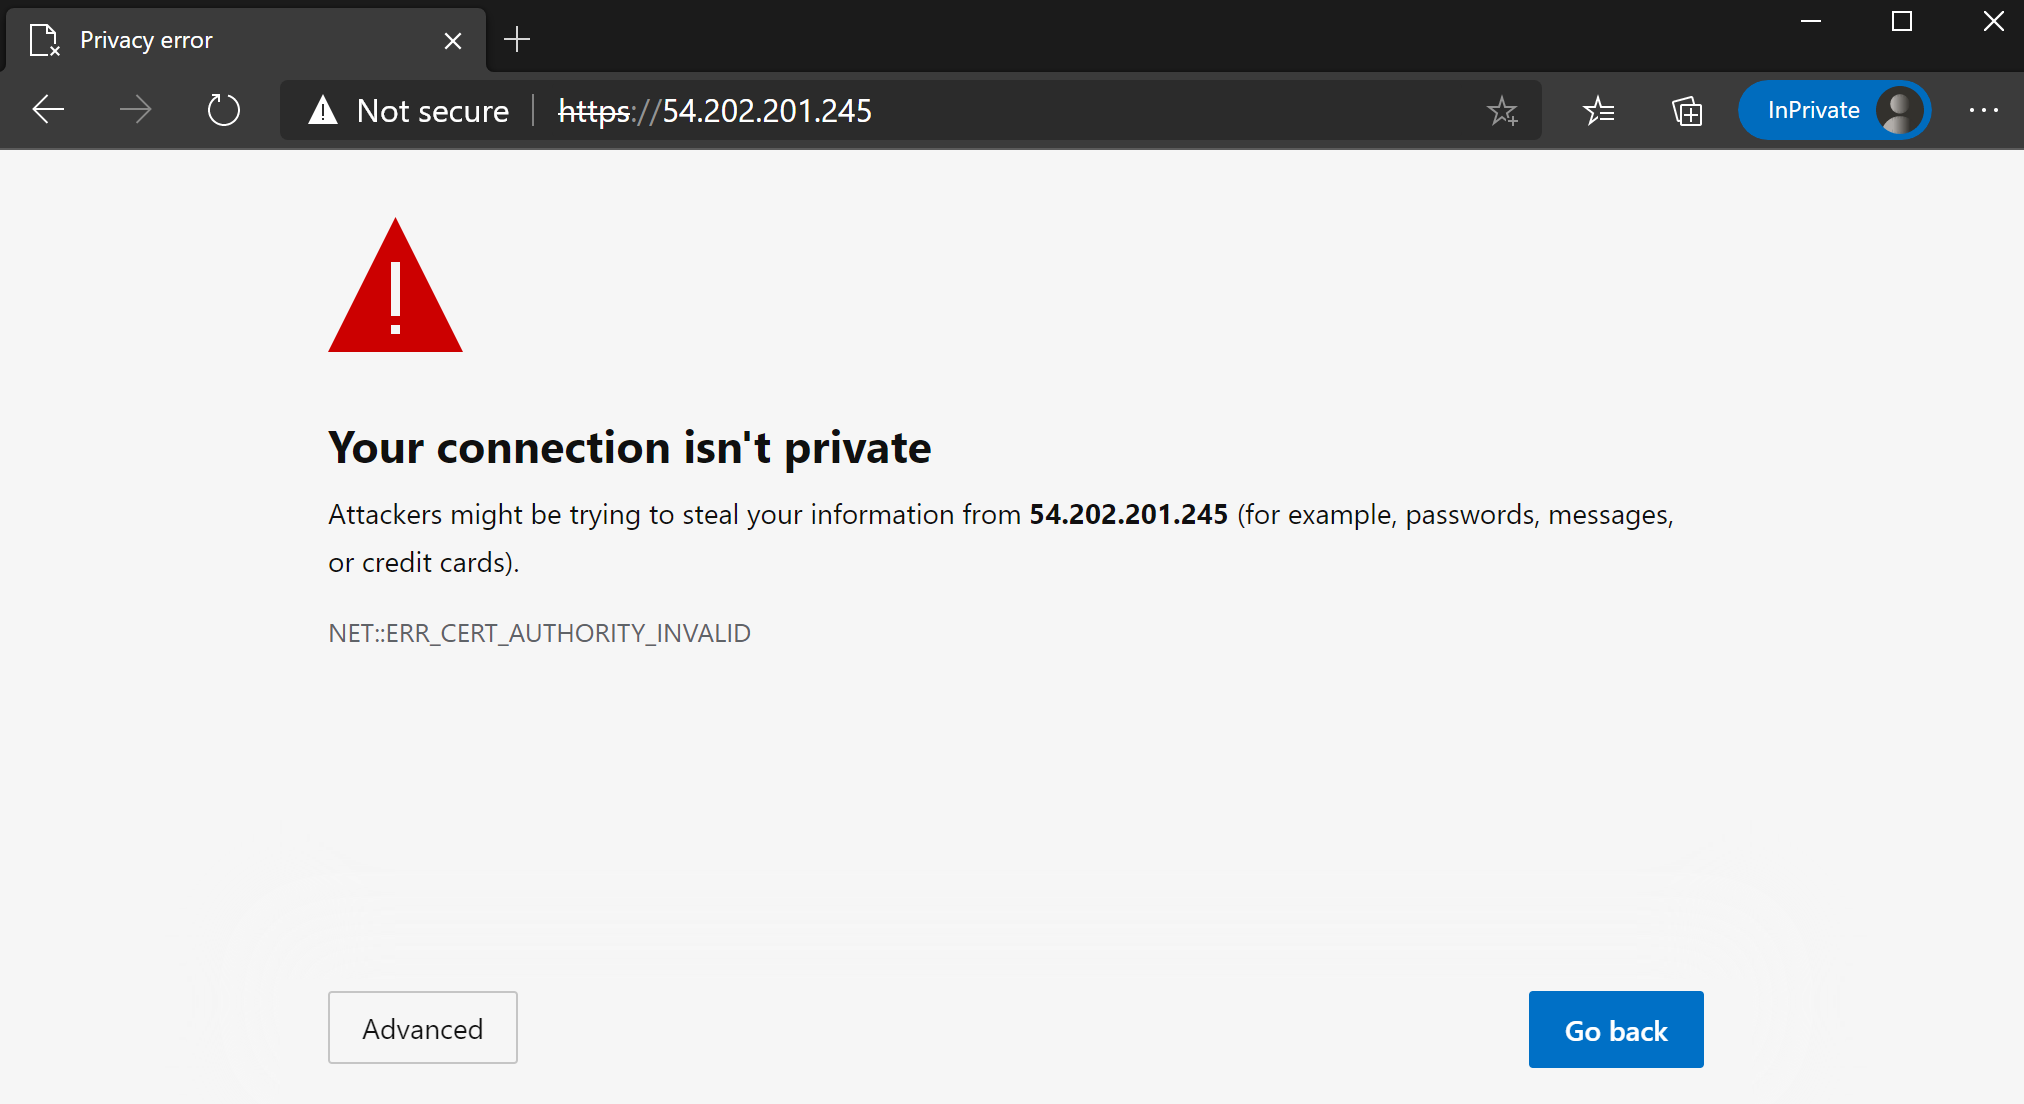 Privacy error
Not secure
https://54.202.201.245
InPrivate
Your connection isn't private
Attackers might be trying to steal your information from 54.202.201.245 (for example, passwords, messages,
or credit cards).
NET::ERR_CERT_AUTHORITY_INVALID
Advanced
Go back